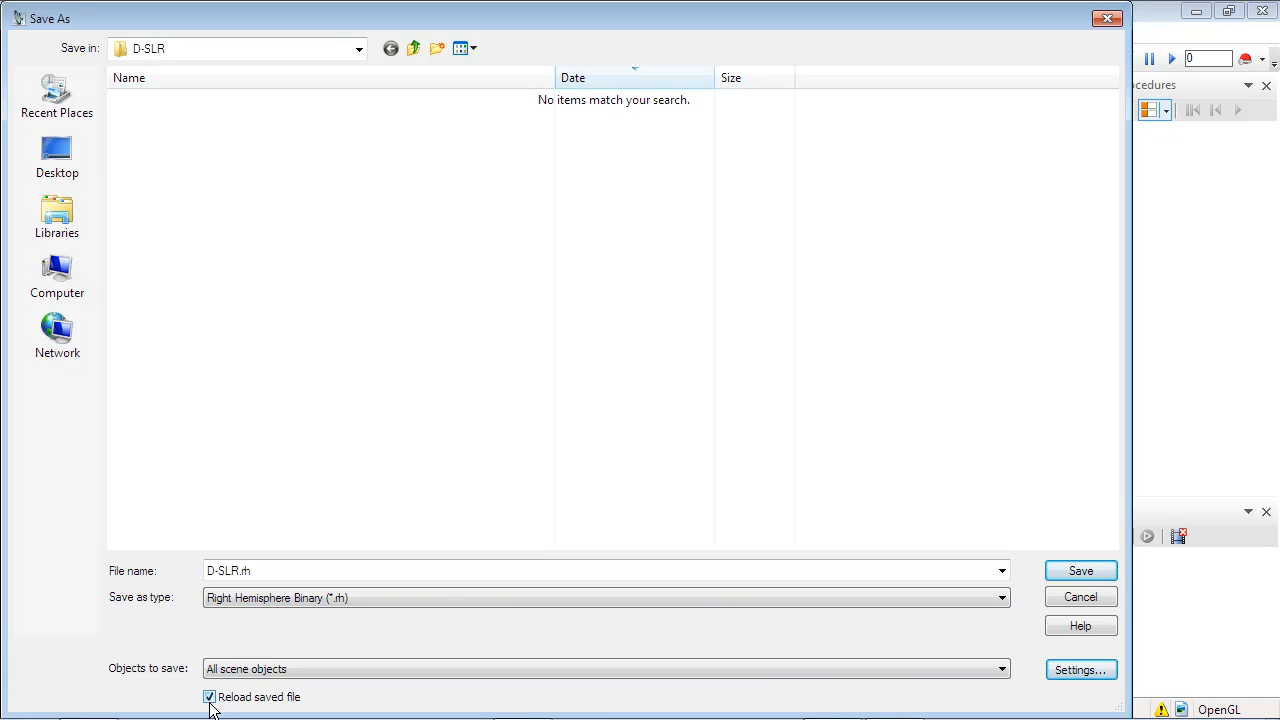 Save As
Save in:
D-SLR
0
Name
Date
Size
cedures
No items match your search.
Recent Places
Desktop
Libraries
Computer
Network
File name:
D-SLR.rh
Save
Save as type:
Right Hemisphere Binary (*.rh)
Cancel
Help
Objects to save:
All scene objects
Settings...
Reload saved file
OpenGL